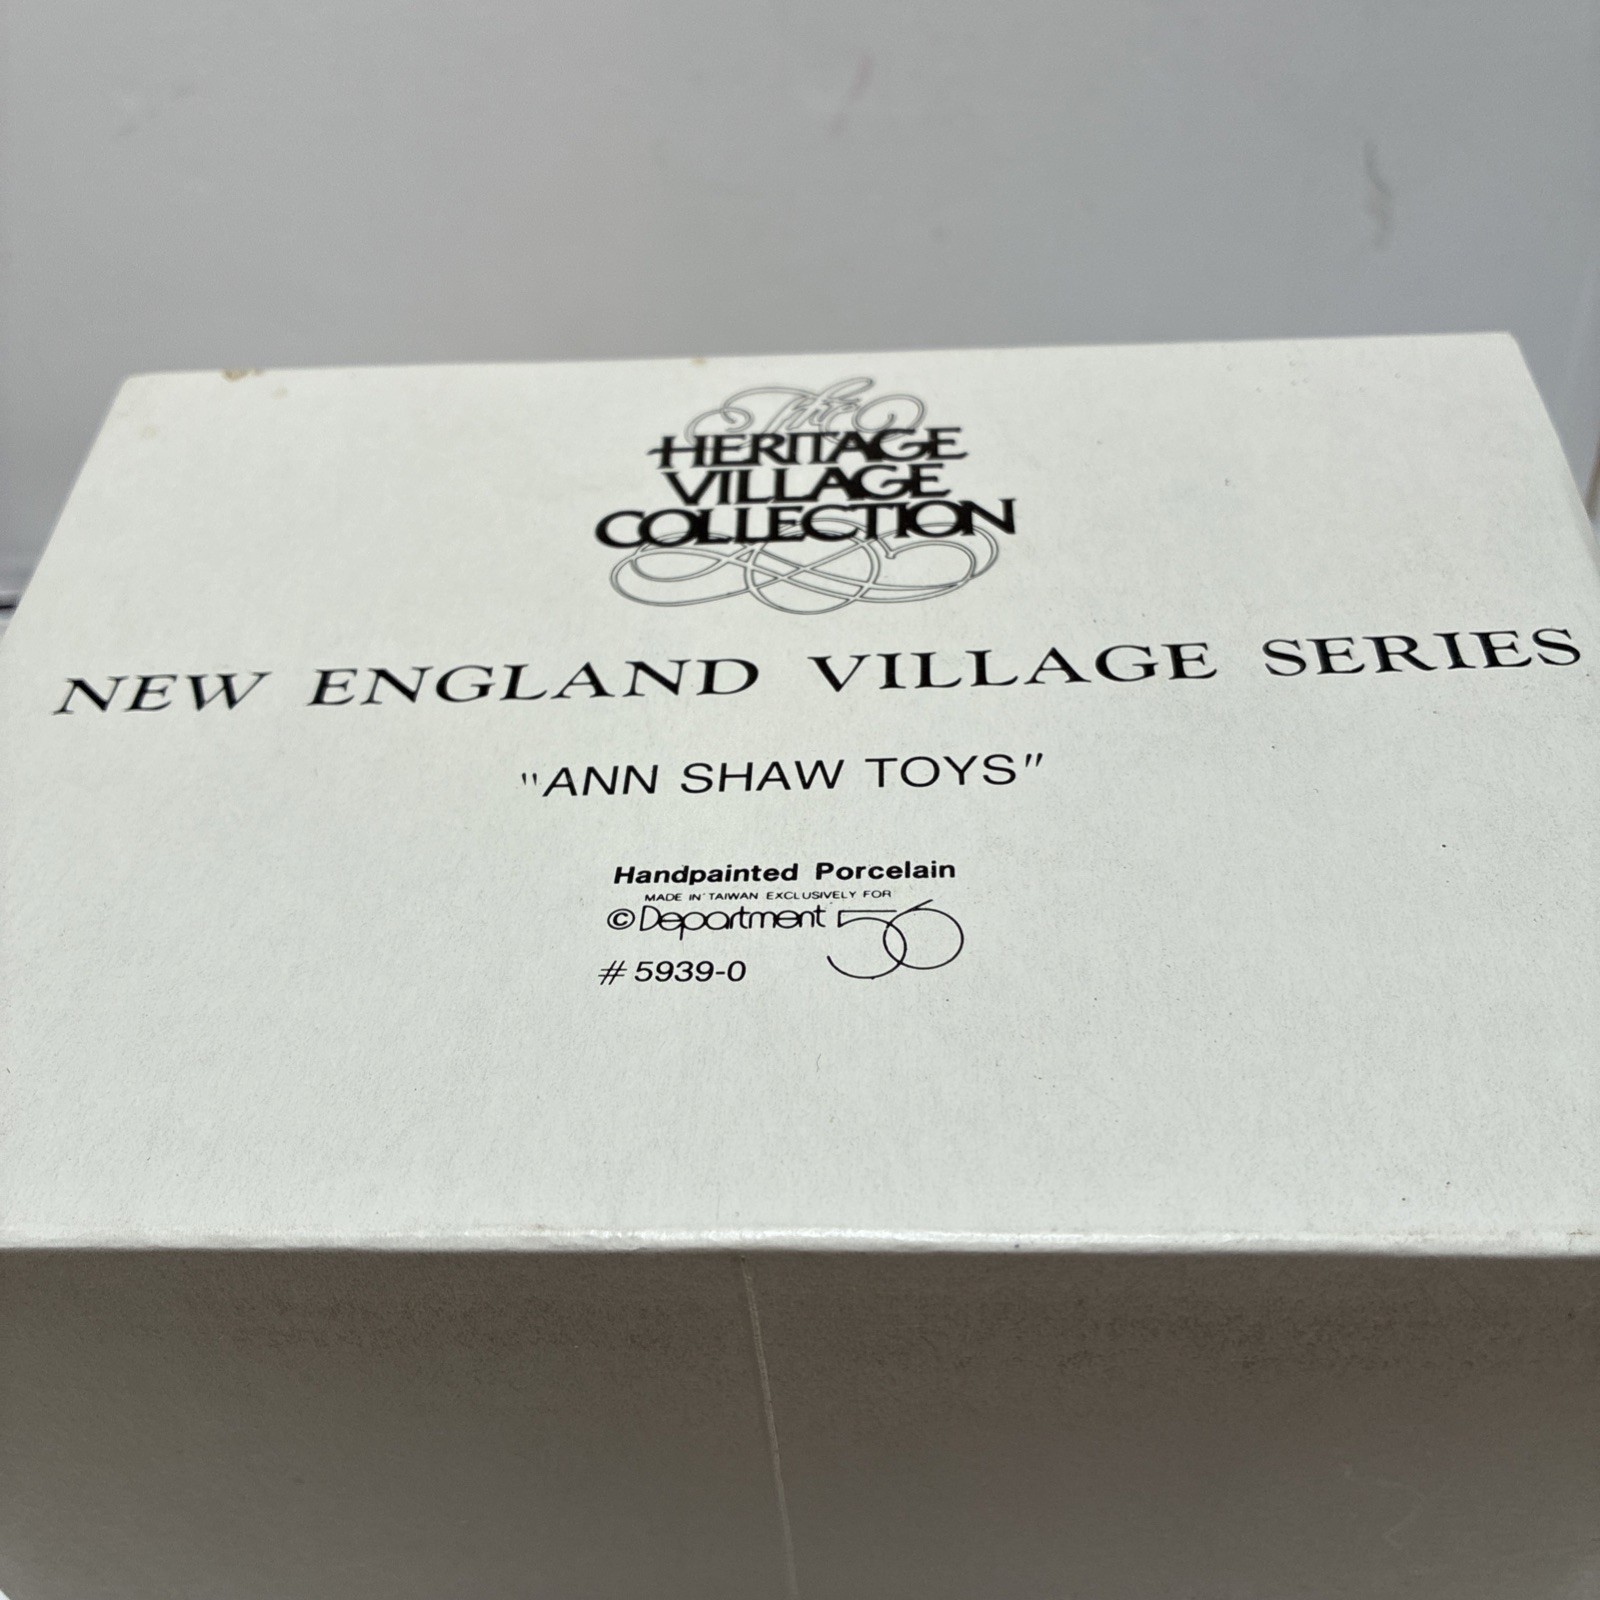 The
HERITAGE
VILLAGE
COLLECTION
NEW ENGLAND VILLAGE SERIES
"ANN SHAW TOYS"
Handpainted Porcelain
MADE IN TAIWAN EXCLUSIVELY FOR
© Department 56
# 5939-0